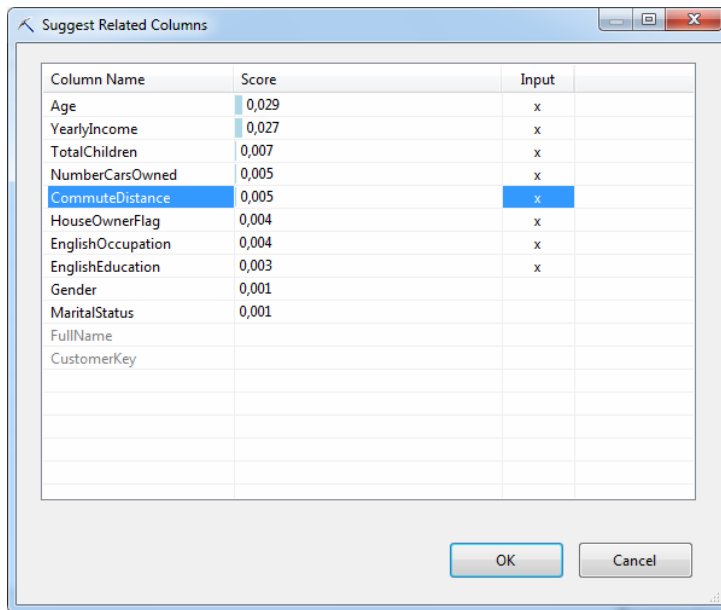 Suggest Related Columns
Column Name Score Input
Age 0,029 x
YearlyIncome 0,027 x
TotalChildren 0,007 x
NumberCarsOwned 0,005 x
CommuteDistance 0,005 x
HouseOwnerFlag 0,004 x
EnglishOccupation 0,004 x
EnglishEducation 0,003 x
Gender 0,001
MaritalStatus 0,001
FullName
CustomerKey
OK Cancel